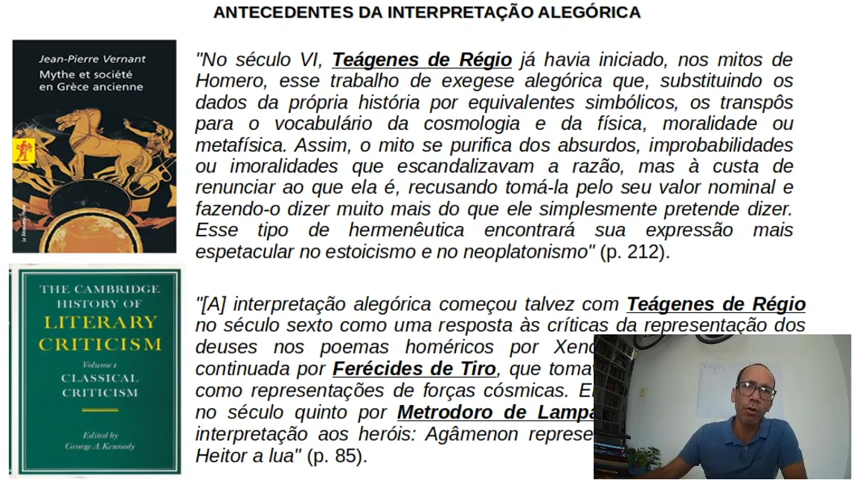 ANTECEDENTES DA INTERPRETAÇÃO ALEGÓRICA
Jean-Pierre Vernant
Mythe et société
en Grèce ancienne
"No século VI, Teágenes de Régio já havia iniciado, nos mitos de
Homero, esse trabalho de exegese alegórica que, substituindo os
dados da própria história por equivalentes simbólicos, os transpôs
para o vocabulário da cosmologia e da física, moralidade ou
metafísica. Assim, o mito se purifica dos absurdos, improbabilidades
ou imoralidades que escandalizavam a razão, mas à custa de
renunciar ao que ela é, recusando tomá-la pelo seu valor nominal e
fazendo-o dizer muito mais do que ele simplesmente pretende dizer.
Esse tipo de hermenêutica encontrará sua expressão mais
espetacular no estoicismo e no neoplatonismo" (p. 212).
THE CAMBRIDGE
HISTORY OF
LITERARY
CRITICISM
Volume 1
CLASSICAL
CRITICISM
Edited by
George A. Kennedy
"[A] interpretação alegórica começou talvez com Teágenes de Régio
no século sexto como uma resposta às críticas da representação dos
deuses nos poemas homéricos por
continuada por Ferécides de Tiro, que
como representações de forças cósmicas.
no século quinto por Metrodoro de
interpretação aos heróis: Agâmenon
Heitor a lua" (p. 85).